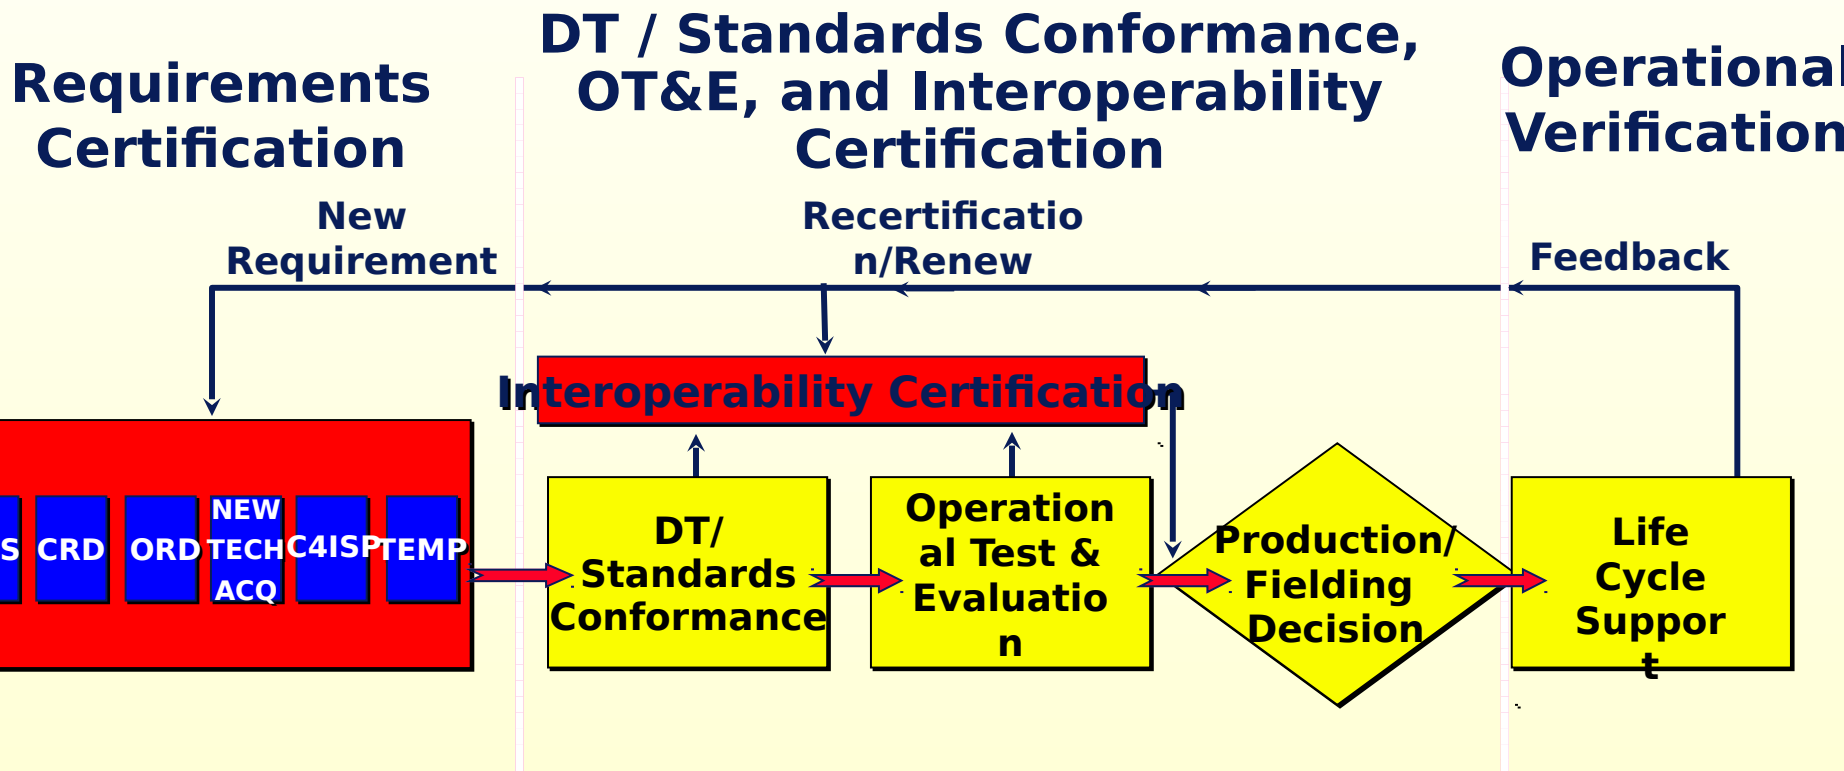 Requirements
Certification
DT / Standards Conformance,
OT&E, and Interoperability
Certification
Operational
Verification
New
Requirement
Recertificatio
n/Renew
Feedback
Interoperability Certification
S
CRD
ORD
NEW
TECH
ACQ
C4ISP
TEMP
DT/
Standards
Conformance
Operation
al Test &
Evaluatio
n
Production/
Fielding
Decision
Life
Cycle
Suppor
t